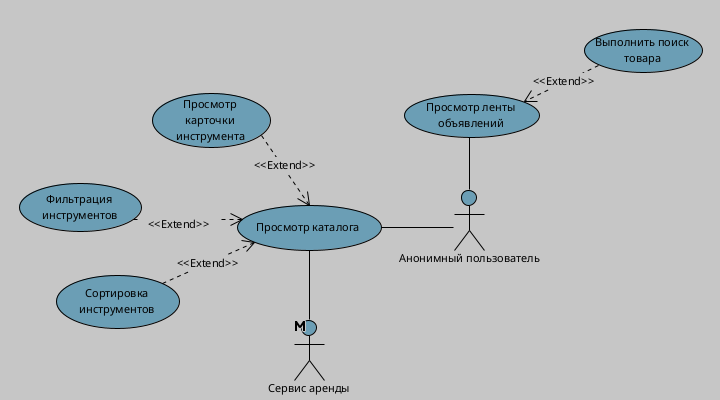 Выполнить поиск
товара
<<Extend>>
Просмотр ленты
объявлений
Просмотр
карточки
инструмента
<<Extend>>
Фильтрация
инструментов
<<Extend>>
Просмотр каталога
Анонимный пользователь
<<Extend>>
Сортировка
инструментов
M
Сервис аренды